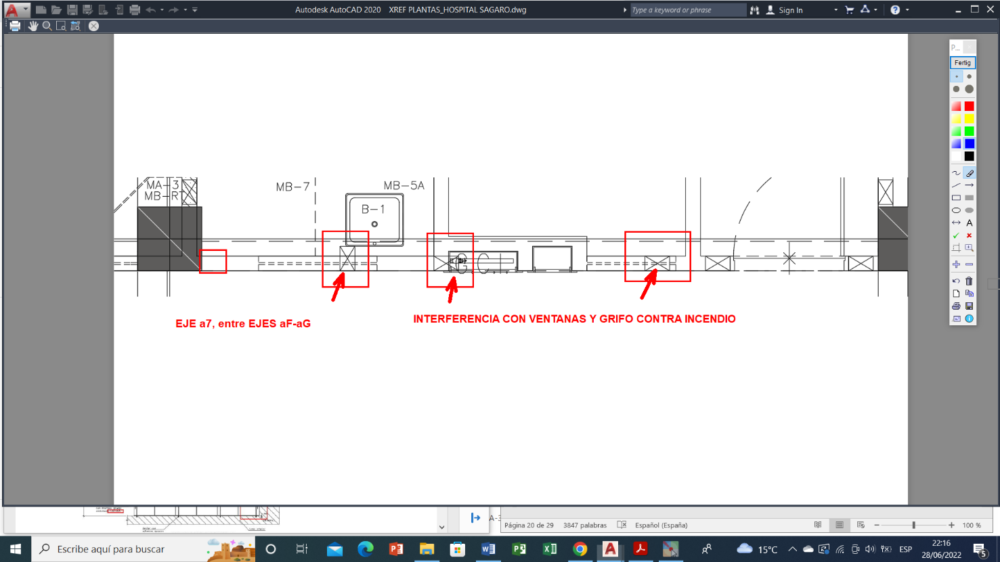 Autodesk AutoCAD 2020 XREF PLANTAS_HOSPITAL SAGARO.dwg
Type a keyword or phrase
Sign In
P...
Fertig
MA-3
MB-RT
MB-7
MB-5A
B-1
G.C.I.
EJE a7, entre EJES aF-aG
INTERFERENCIA CON VENTANAS Y GRIFO CONTRA INCENDIO
A-3
Página 20 de 29 3847 palabras Español (España) 100 %
Escribe aquí para buscar
15°C ESP 22:16
28/06/2022
5